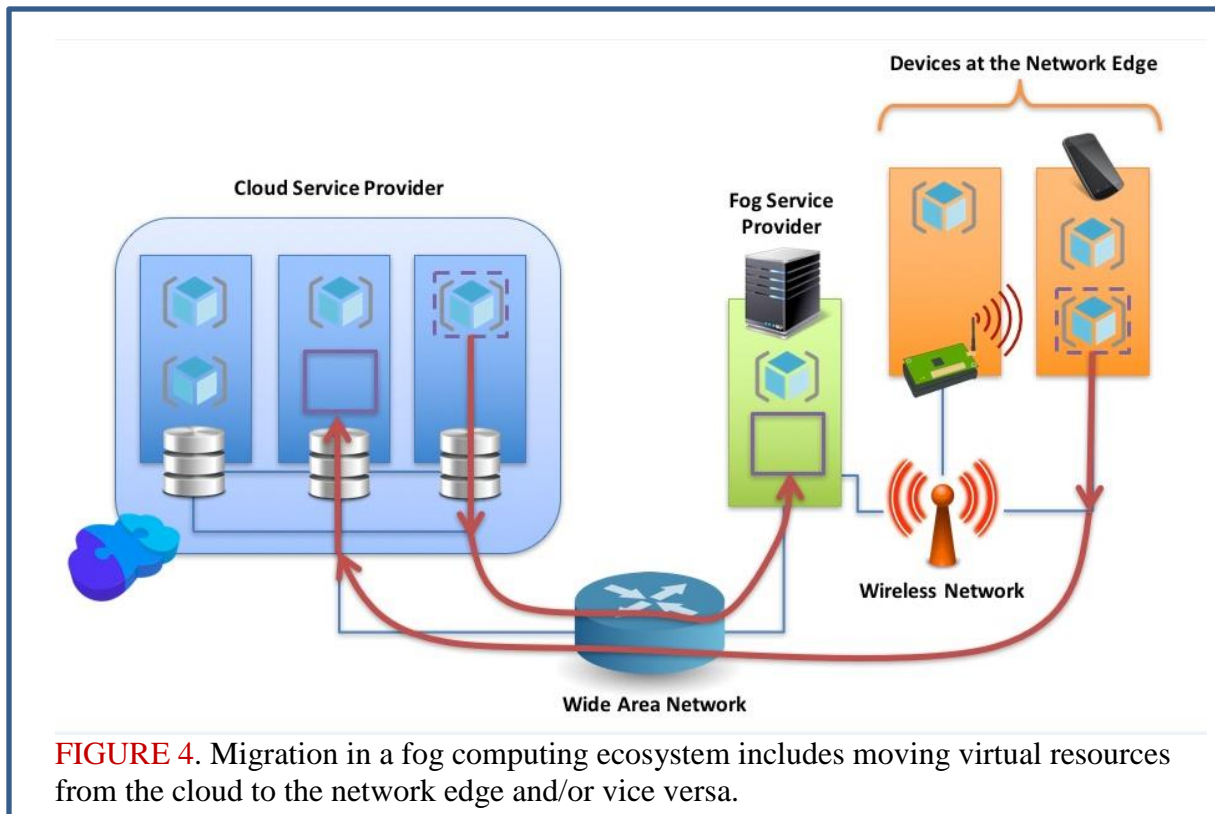 Devices at the Network Edge
Cloud Service Provider
Fog Service
Provider
Wireless Network
Wide Area Network
FIGURE 4. Migration in a fog computing ecosystem includes moving virtual resources
from the cloud to the network edge and/or vice versa.